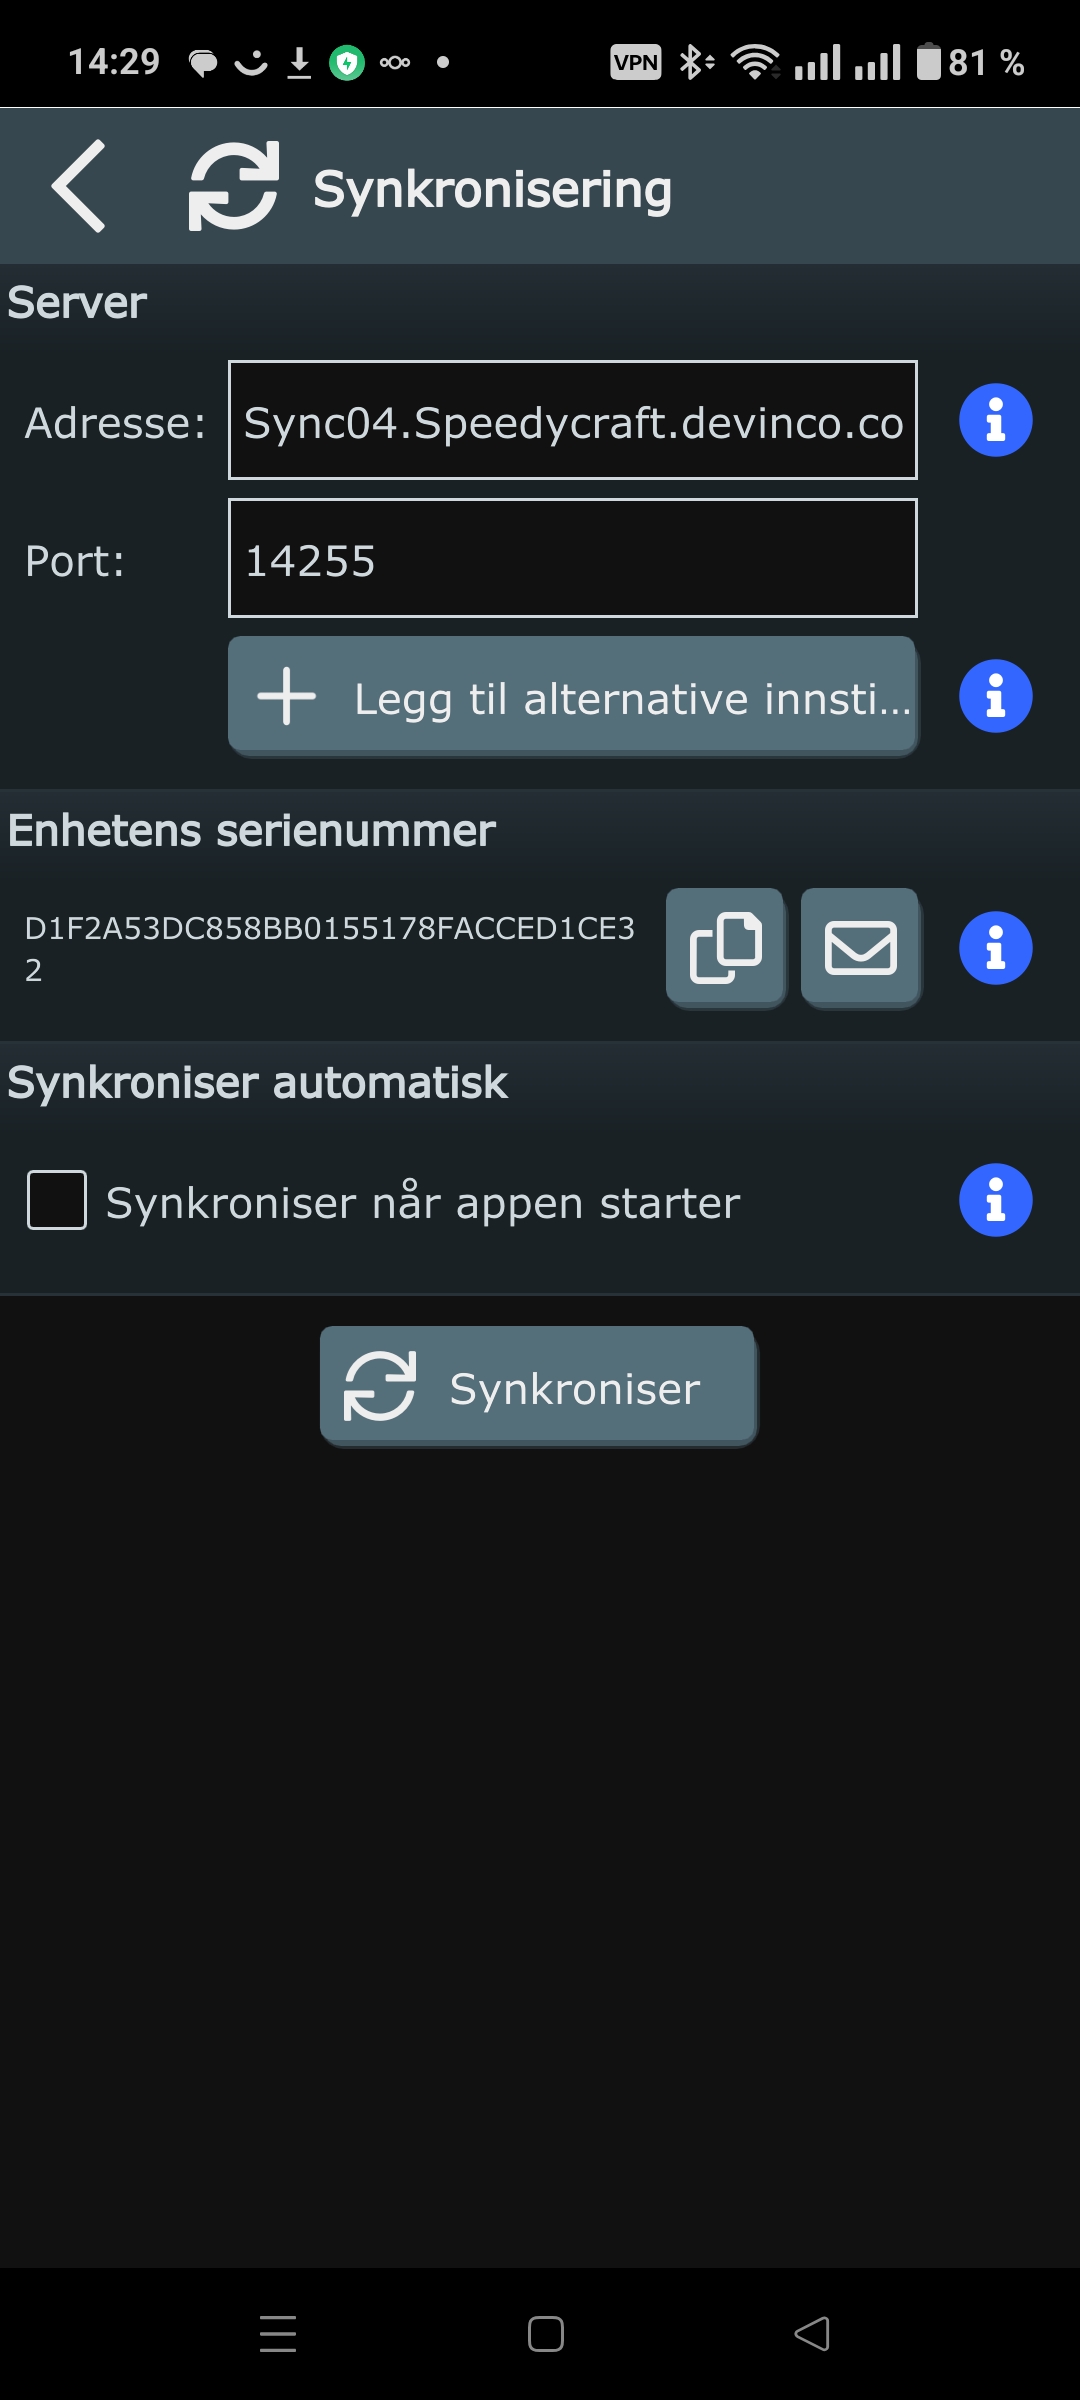 14:29 VPN 81 %
Synkronisering
Server
Adresse: Sync04.Speedycraft.devinco.co
Port: 14255
Legg til alternative innsti...
Enhetens serienummer
D1F2A53DC858BB0155178FACCED1CE3
2
Synkroniser automatisk
Synkroniser når appen starter
Synkroniser